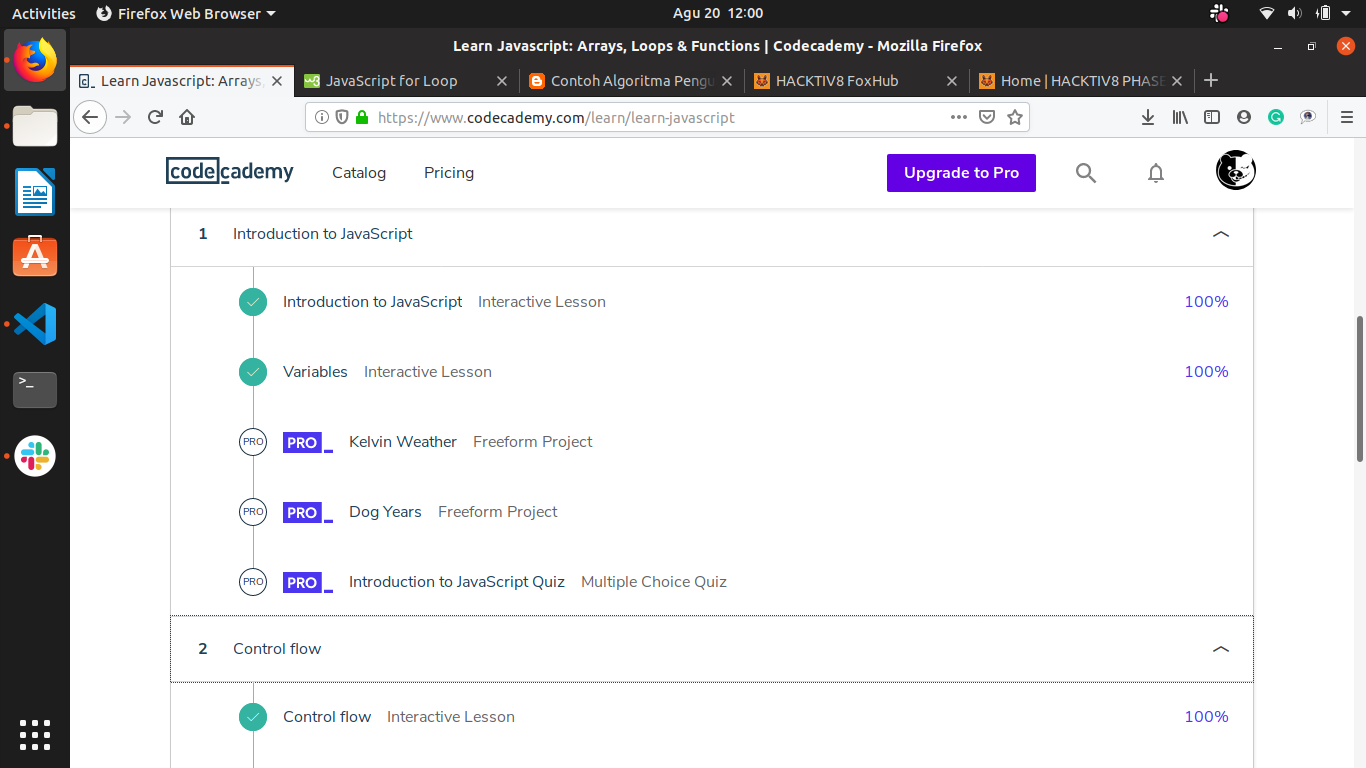 Activities Firefox Web Browser Agu 20 12:00
Learn Javascript: Arrays, Loops & Functions | Codecademy - Mozilla Firefox
Learn Javascript: Arrays, JavaScript for Loop Contoh Algoritma Pengu HACKTIV8 FoxHub Home | HACKTIV8 PHASE
https://www.codecademy.com/learn/learn-javascript
codecademy Catalog Pricing Upgrade to Pro
1 Introduction to JavaScript
Introduction to JavaScript Interactive Lesson 100%
Variables Interactive Lesson 100%
PRO PRO_ Kelvin Weather Freeform Project
PRO PRO_ Dog Years Freeform Project
PRO PRO_ Introduction to JavaScript Quiz Multiple Choice Quiz
2 Control flow
Control flow Interactive Lesson 100%